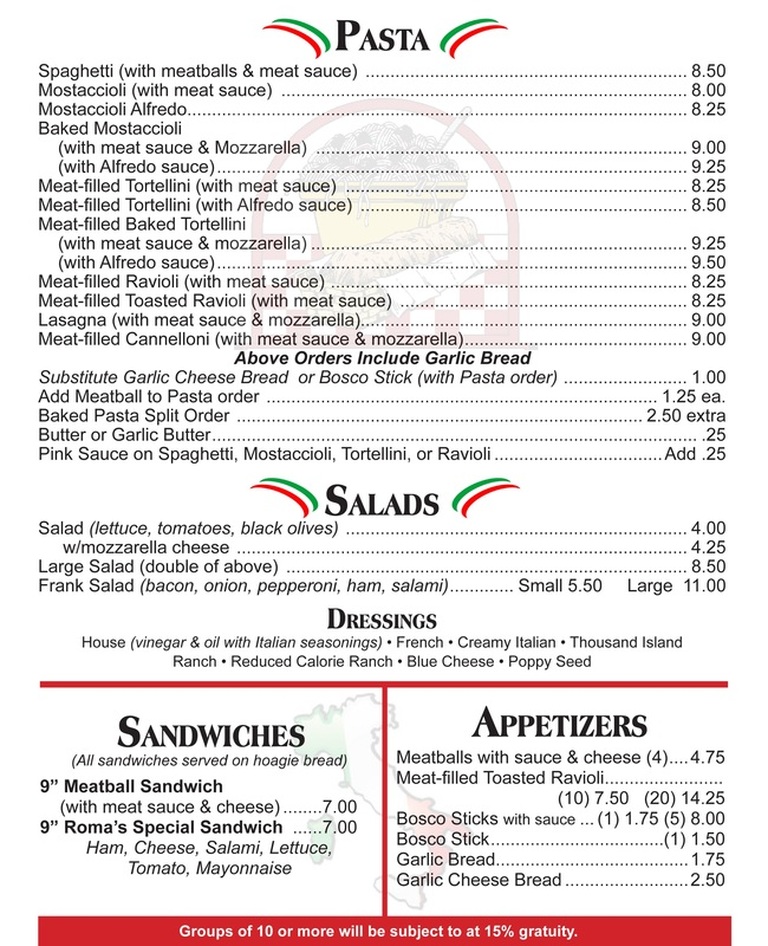 PASTA
Spaghetti (with meatballs & meat sauce) ........ 8.50
Mostaccioli (with meat sauce) ........ 8.00
Mostaccioli Alfredo........ 8.25
Baked Mostaccioli
(with meat sauce & Mozzarella) ........ 9.00
(with Alfredo sauce)........ 9.25
Meat-filled Tortellini (with meat sauce) ........ 8.25
Meat-filled Tortellini (with Alfredo sauce) ........ 8.50
Meat-filled Baked Tortellini
(with meat sauce & mozzarella) ........ 9.25
(with Alfredo sauce)........ 9.50
Meat-filled Ravioli (with meat sauce) ........ 8.25
Meat-filled Toasted Ravioli (with meat sauce) ........ 8.25
Lasagna (with meat sauce & mozzarella)........ 9.00
Meat-filled Cannelloni (with meat sauce & mozzarella)........ 9.00
Above Orders Include Garlic Bread
Substitute Garlic Cheese Bread or Bosco Stick (with Pasta order) ........ 1.00
Add Meatball to Pasta order ........ 1.25 ea.
Baked Pasta Split Order ........ 2.50 extra
Butter or Garlic Butter........ .25
Pink Sauce on Spaghetti, Mostaccioli, Tortellini, or Ravioli ........ Add .25
SALADS
Salad (lettuce, tomatoes, black olives) ........ 4.00
w/mozzarella cheese ........ 4.25
Large Salad (double of above) ........ 8.50
Frank Salad (bacon, onion, pepperoni, ham, salami)............. Small 5.50 Large 11.00
DRESSINGS
House (vinegar & oil with Italian seasonings) • French • Creamy Italian • Thousand Island
Ranch • Reduced Calorie Ranch • Blue Cheese • Poppy Seed
SANDWICHES
(All sandwiches served on hoagie bread)
9” Meatball Sandwich
(with meat sauce & cheese) ........7.00
9” Roma’s Special Sandwich ......7.00
Ham, Cheese, Salami, Lettuce,
Tomato, Mayonnaise
APPETIZERS
Meatballs with sauce & cheese (4)....4.75
Meat-filled Toasted Ravioli........................
(10) 7.50 (20) 14.25
Bosco Sticks with sauce ... (1) 1.75 (5) 8.00
Bosco Stick........(1) 1.50
Garlic Bread........1.75
Garlic Cheese Bread ........2.50
Groups of 10 or more will be subject to at 15% gratuity.